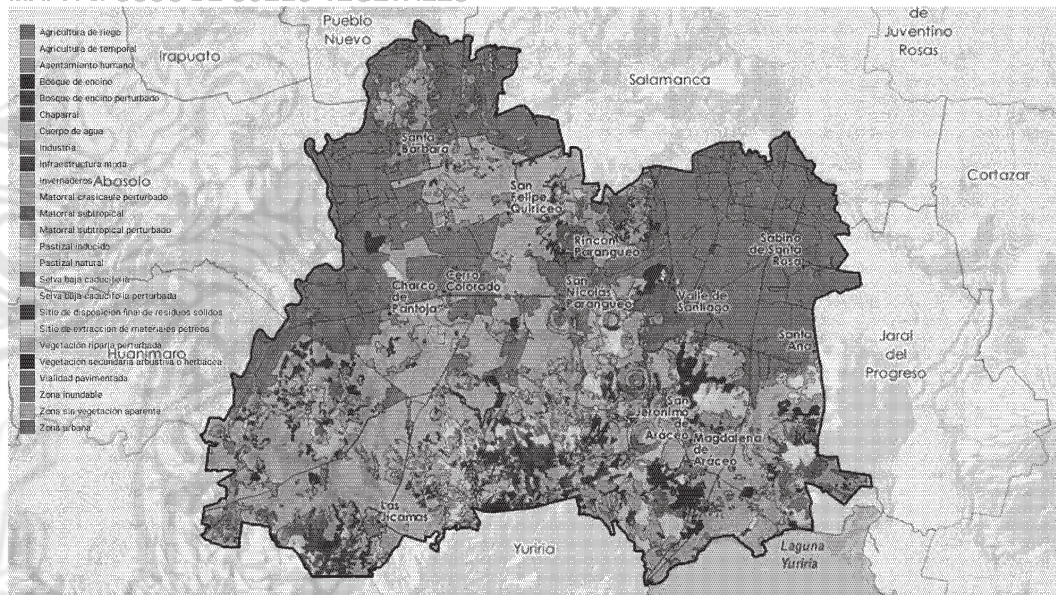 Agricultura de riego
Agricultura de temporal
Asentamiento humano
Bosque de encino
Bosque de encino perturbado
Chaparral
Cuerpo de agua
Industria
Infraestructura mixta
Invernaderos
Matorral crasicaule perturbado
Matorral subtropical
Matorral subtropical perturbado
Pastizal inducido
Pastizal natural
Selva baja caducifolia
Selva baja caducifolia perturbada
Sitio de disposición final de residuos sólidos
Sitio de extracción de materiales pétreos
Vegetación riparia perturbada
Vegetación secundaria arbustiva o herbácea
Vialidad pavimentada
Zona inundable
Zona sin vegetación aparente
Zona urbana
Irapuato
Pueblo
Nuevo
Salamanca
de
Juventino
Rosas
Abasolo
Cortazar
Santa
Bárbara
San
Felipe
Quiriceo
Rincón
Parangueo
Sabino
de Santa
Rosa
Cerro
Colorado
Charco
de
Pantoja
San
Nicolás
Parangueo
Valle de
Santiago
Santa
Ana
Jaral
del
Progreso
Huanímaro
San
Jerónimo
de
Aráceo
Magdalena
de
Aráceo
Las
Jícamas
Yuriria
Laguna
Yuriria